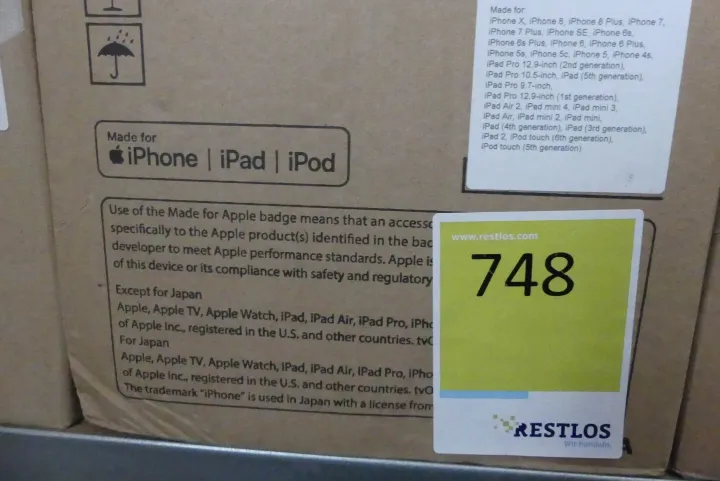 Made for:
iPhone X, iPhone 8, iPhone 8 Plus, iPhone 7,
iPhone 7 Plus, iPhone SE, iPhone 6s,
iPhone 6s Plus, iPhone 6, iPhone 6 Plus,
iPhone 5s, iPhone 5c, iPhone 5, iPhone 4s,
iPad Pro 12.9-inch (2nd generation),
iPad Pro 10.5-inch, iPad (5th generation),
iPad Pro 9.7-inch,
iPad Pro 12.9-inch (1st generation),
iPad Air 2, iPad mini 4, iPad mini 3,
iPad Air, iPad mini 2, iPad mini,
iPad (4th generation), iPad (3rd generation),
iPad 2, iPod touch (6th generation),
iPod touch (5th generation)
Made for
iPhone | iPad | iPod
Use of the Made for Apple badge means that an access
specifically to the Apple product(s) identified in the bad
developer to meet Apple performance standards. Apple is
of this device or its compliance with safety and regulatory
Except for Japan
Apple, Apple TV, Apple Watch, iPad, iPad Air, iPad Pro, iPho
of Apple Inc., registered in the U.S. and other countries. tvO
For Japan
Apple, Apple TV, Apple Watch, iPad, iPad Air, iPad Pro, iPho
of Apple Inc., registered in the U.S. and other countries. tvO
The trademark "iPhone" is used in Japan with a license from
www.restlos.com
748
RESTLOS
Wir handeln.